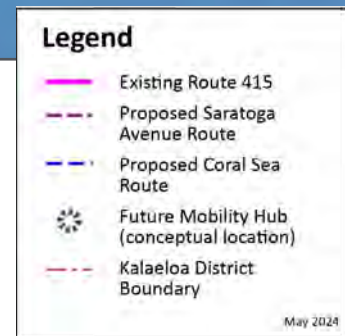 Legend
Existing Route 415
Proposed Saratoga
Avenue Route
Proposed Coral Sea
Route
Future Mobility Hub
(conceptual location)
Kalaeloa District
Boundary
May 2024